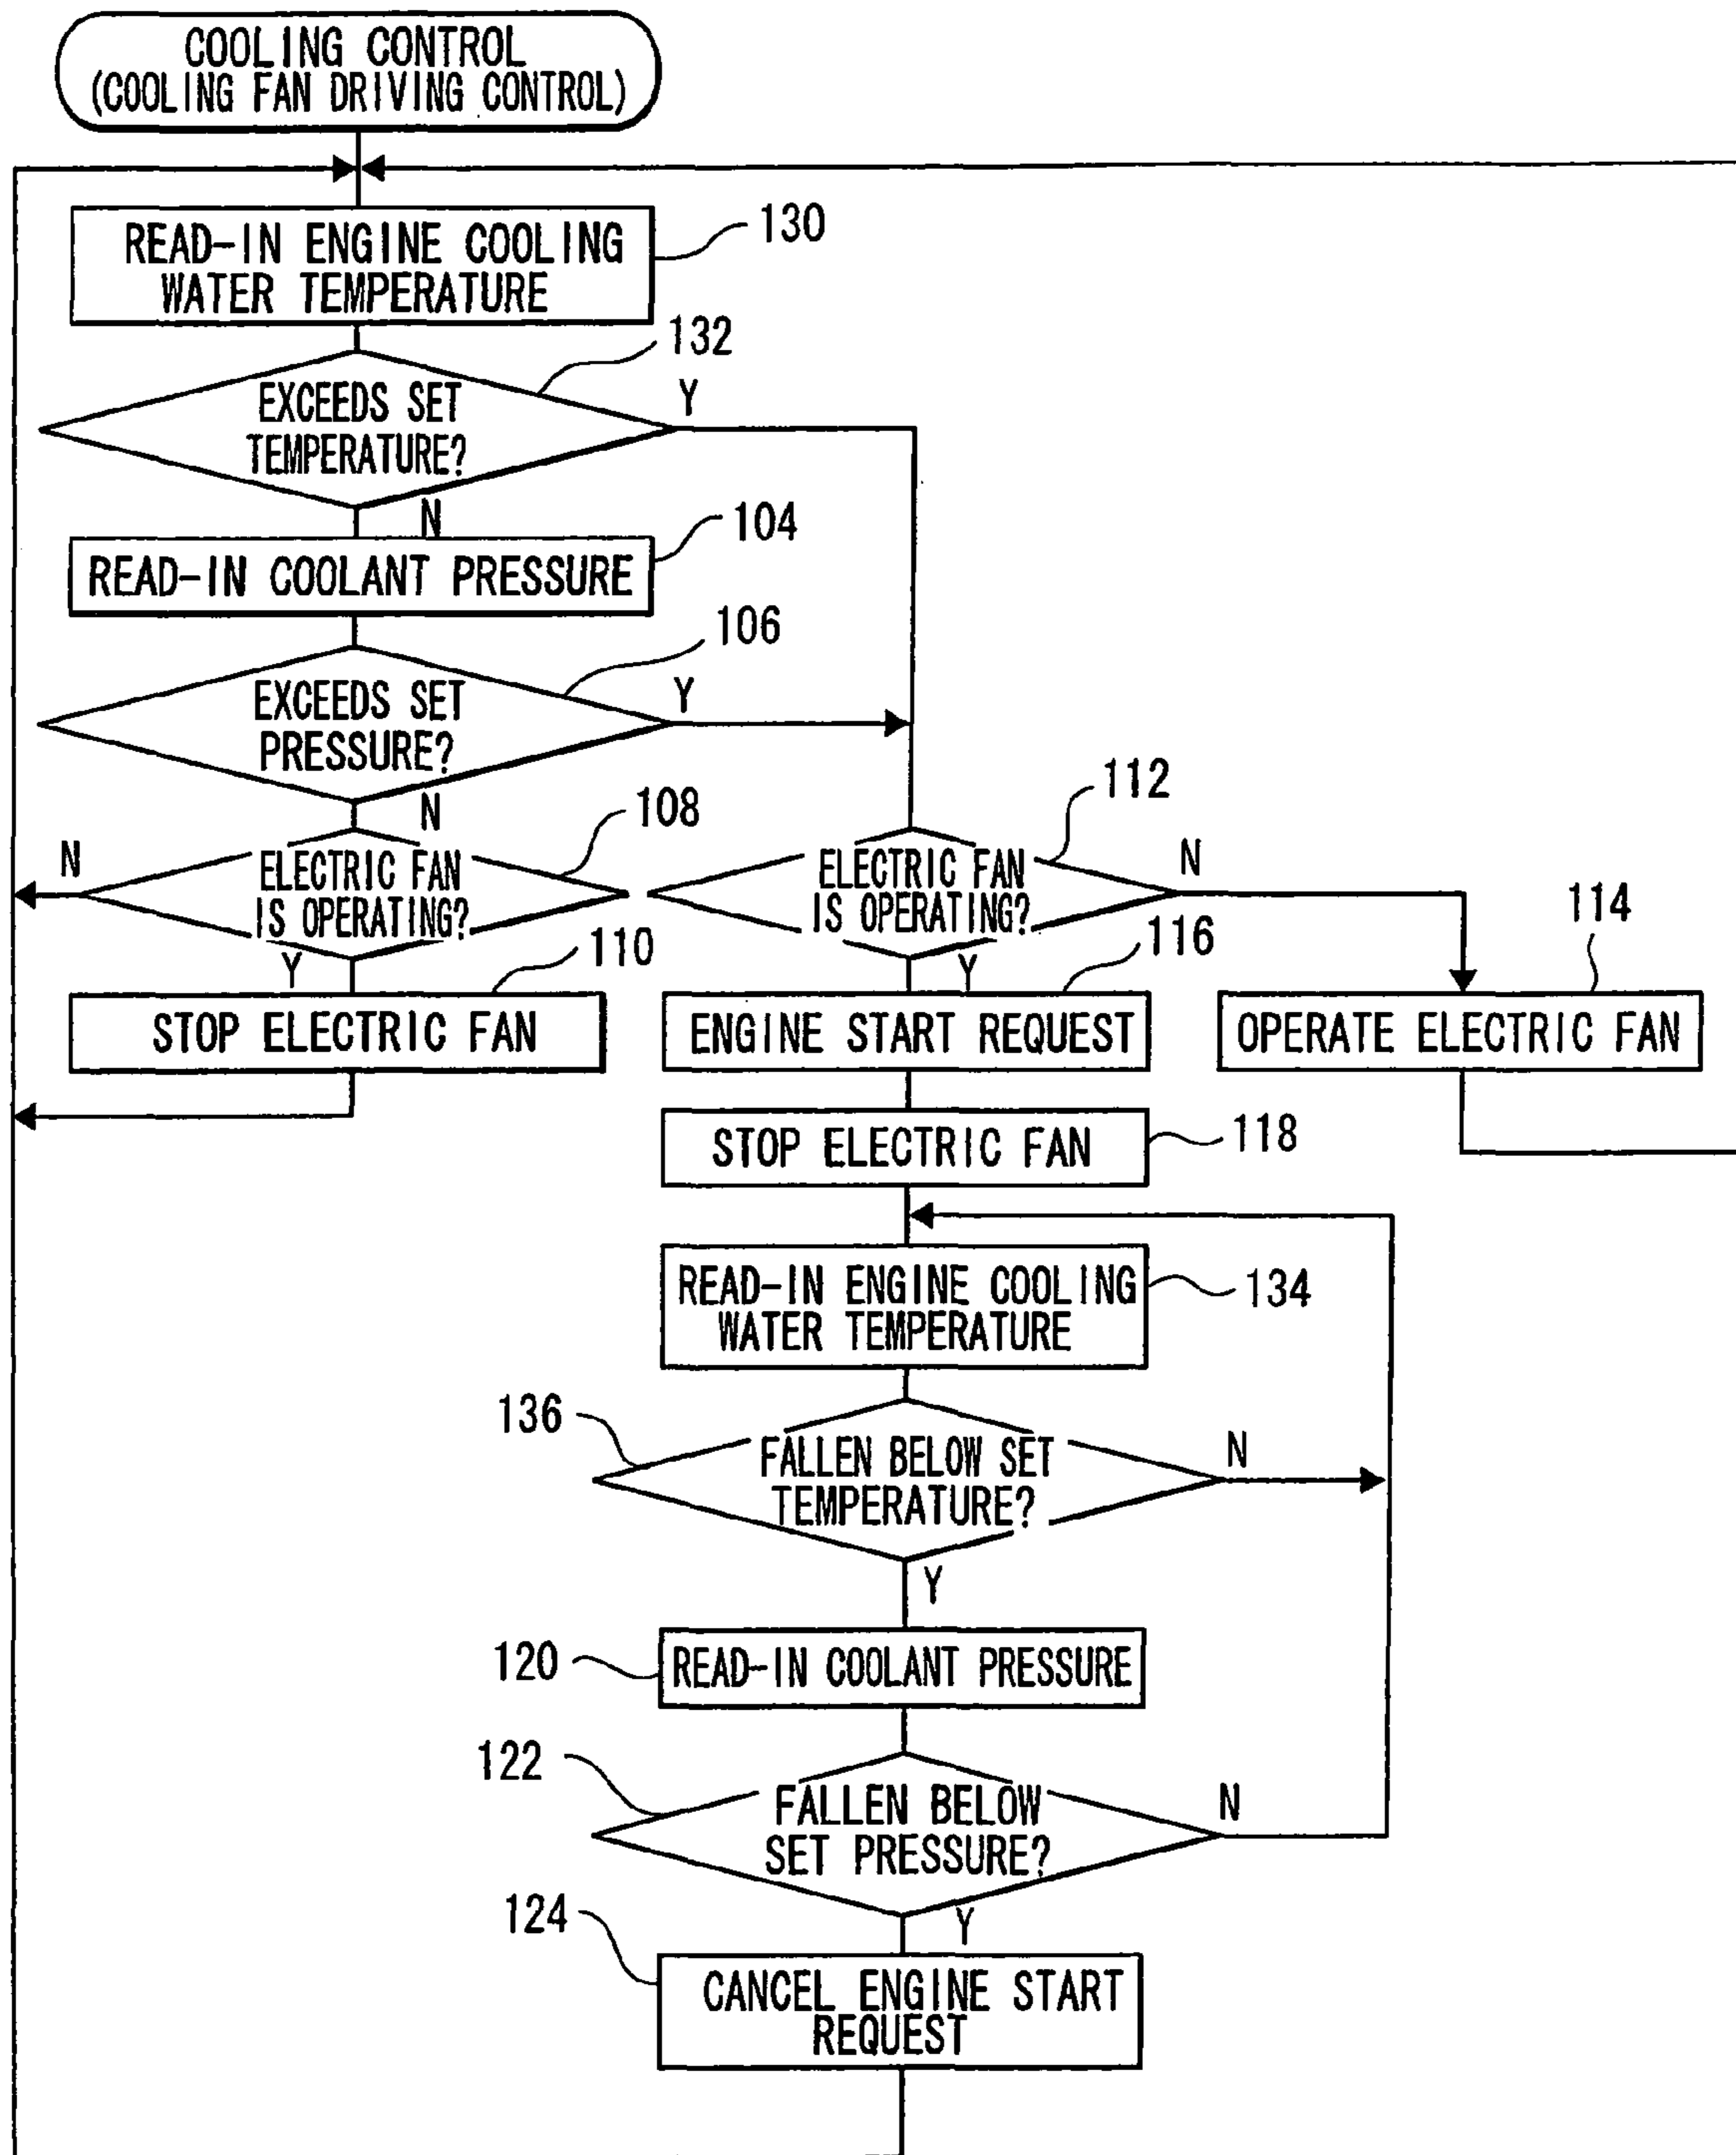 COOLING CONTROL
(COOLING FAN DRIVING CONTROL)
READ-IN ENGINE COOLING
WATER TEMPERATURE
130
EXCEEDS SET
TEMPERATURE?
132
Y
N
READ-IN COOLANT PRESSURE
104
EXCEEDS SET
PRESSURE?
106
Y
N
ELECTRIC FAN
IS OPERATING?
108
N
Y
STOP ELECTRIC FAN
110
ELECTRIC FAN
IS OPERATING?
112
N
Y
OPERATE ELECTRIC FAN
114
ENGINE START REQUEST
116
STOP ELECTRIC FAN
118
READ-IN ENGINE COOLING
WATER TEMPERATURE
134
136
FALLEN BELOW SET
TEMPERATURE?
N
Y
120
READ-IN COOLANT PRESSURE
122
FALLEN BELOW
SET PRESSURE?
N
Y
124
CANCEL ENGINE START
REQUEST